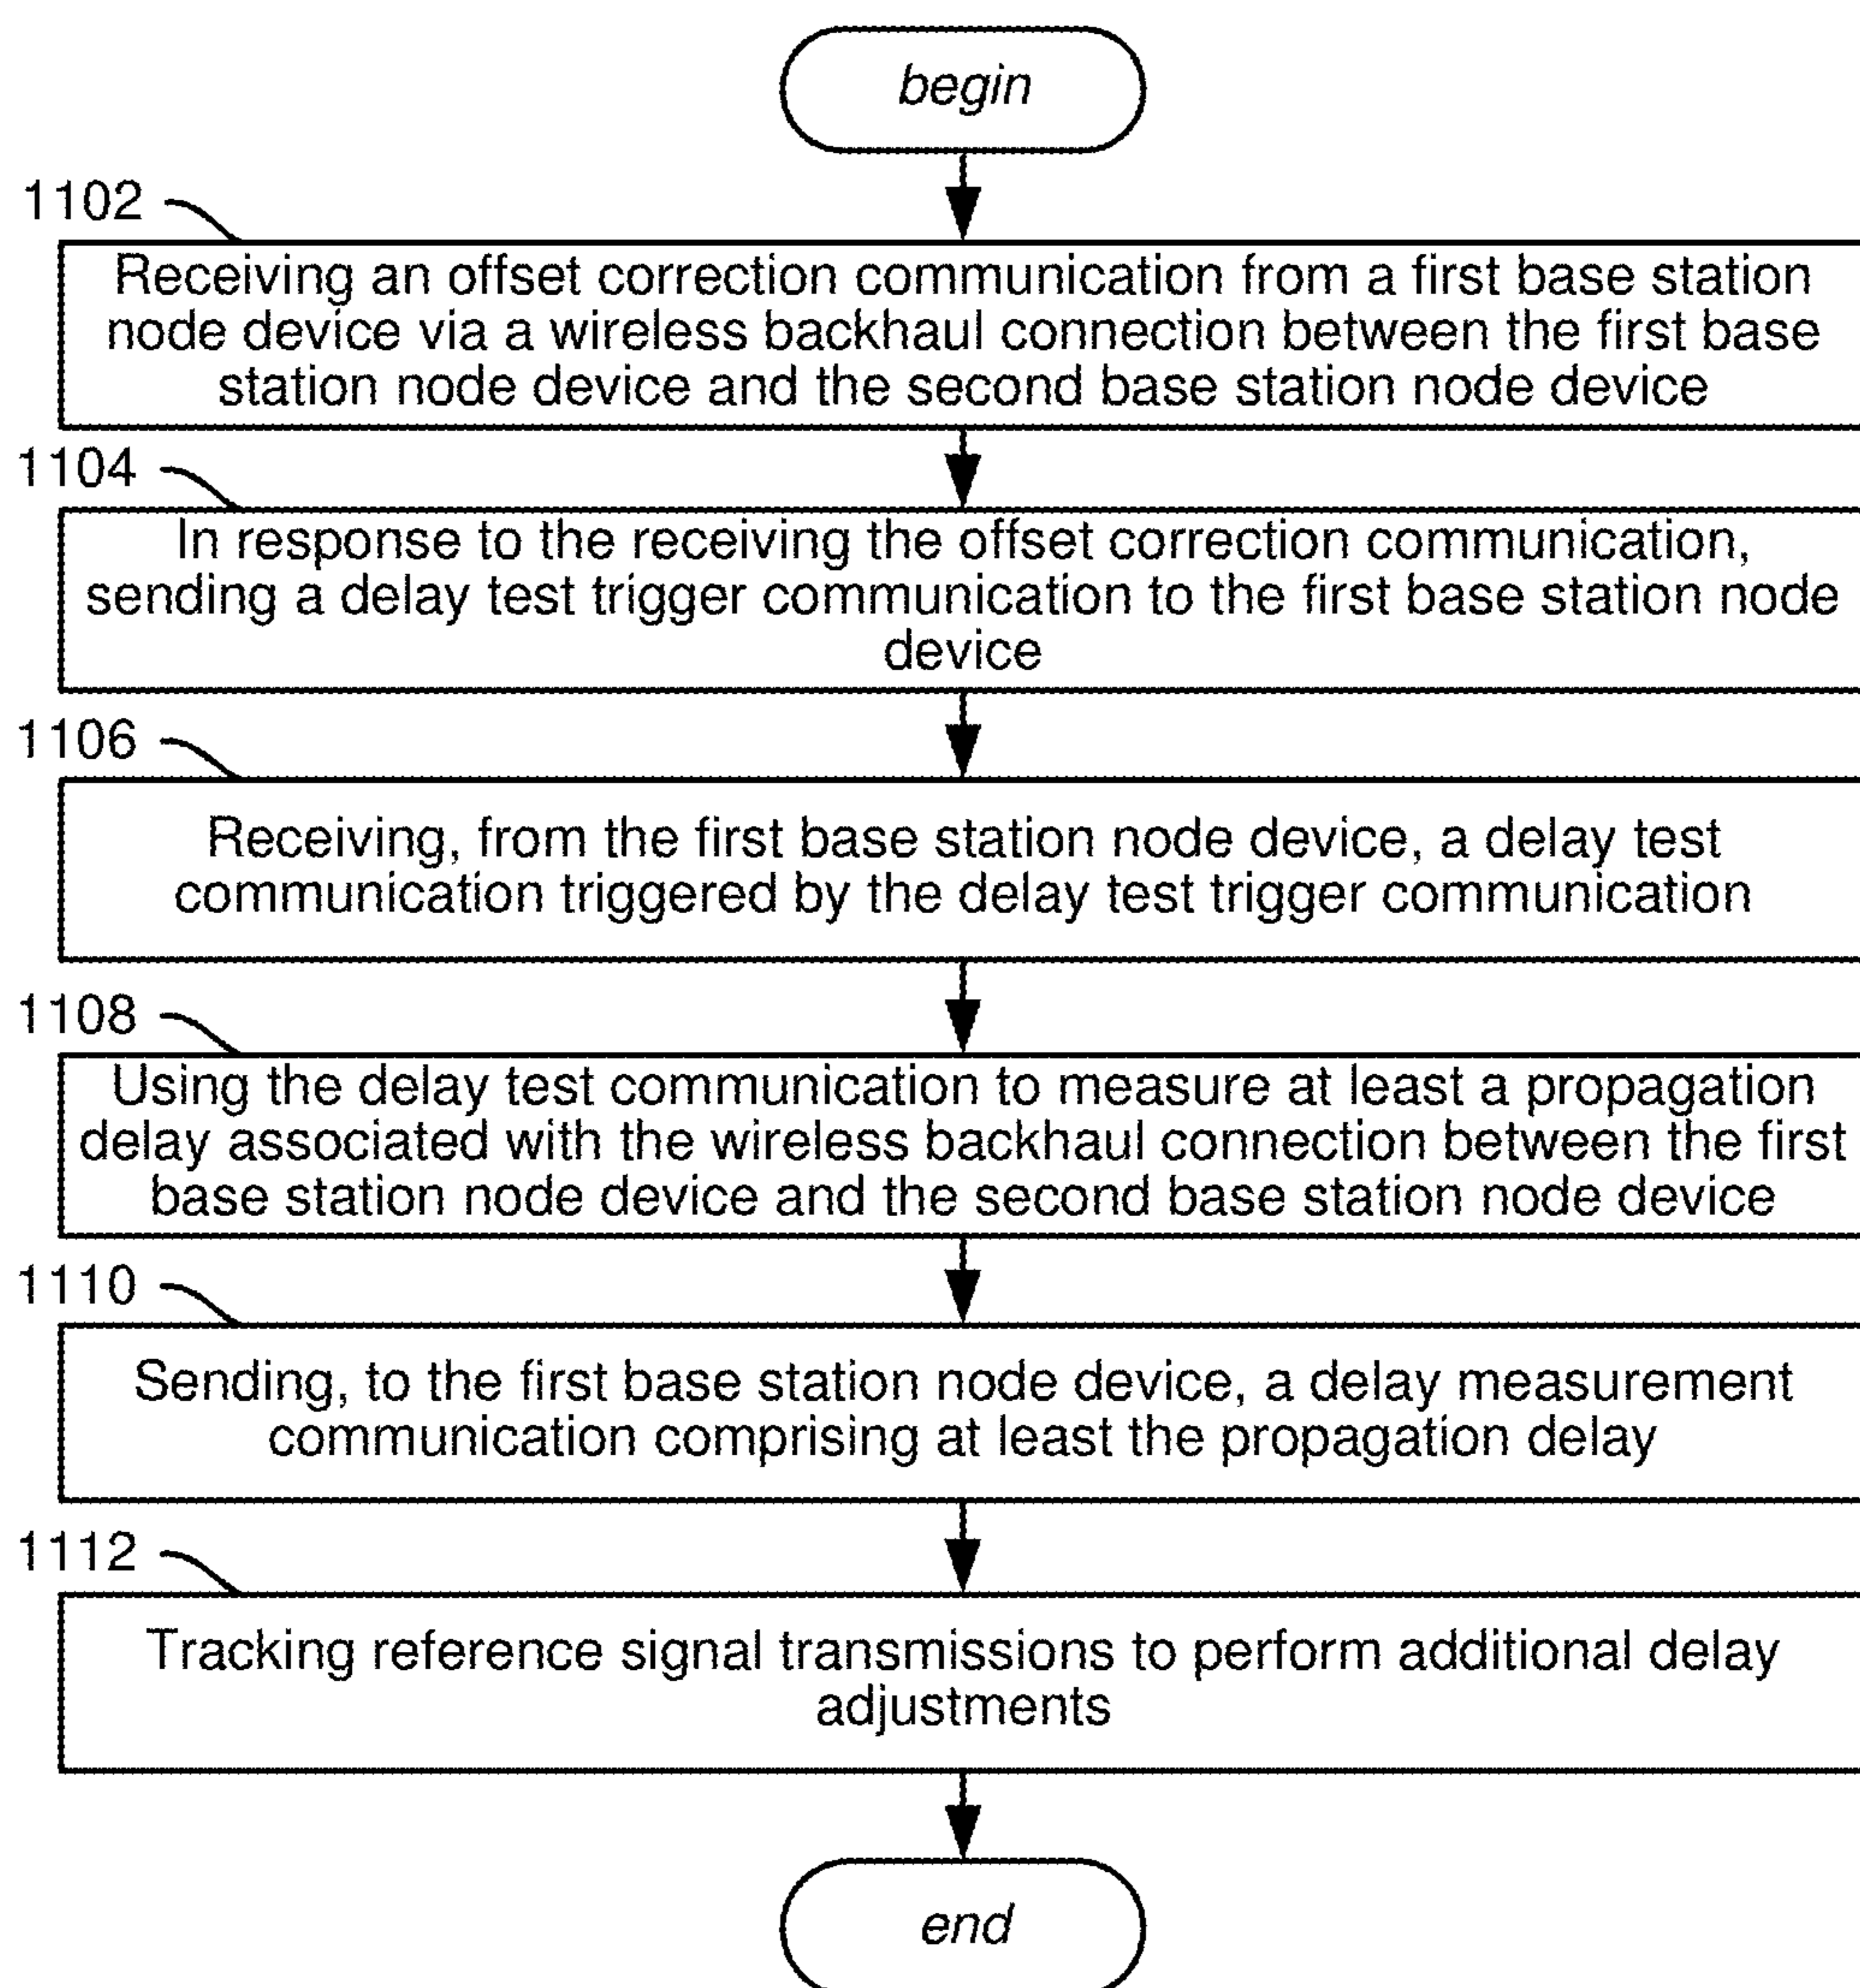 begin
1102
Receiving an offset correction communication from a first base station
node device via a wireless backhaul connection between the first base
station node device and the second base station node device
1104
In response to the receiving the offset correction communication,
sending a delay test trigger communication to the first base station node
device
1106
Receiving, from the first base station node device, a delay test
communication triggered by the delay test trigger communication
1108
Using the delay test communication to measure at least a propagation
delay associated with the wireless backhaul connection between the first
base station node device and the second base station node device
1110
Sending, to the first base station node device, a delay measurement
communication comprising at least the propagation delay
1112
Tracking reference signal transmissions to perform additional delay
adjustments
end